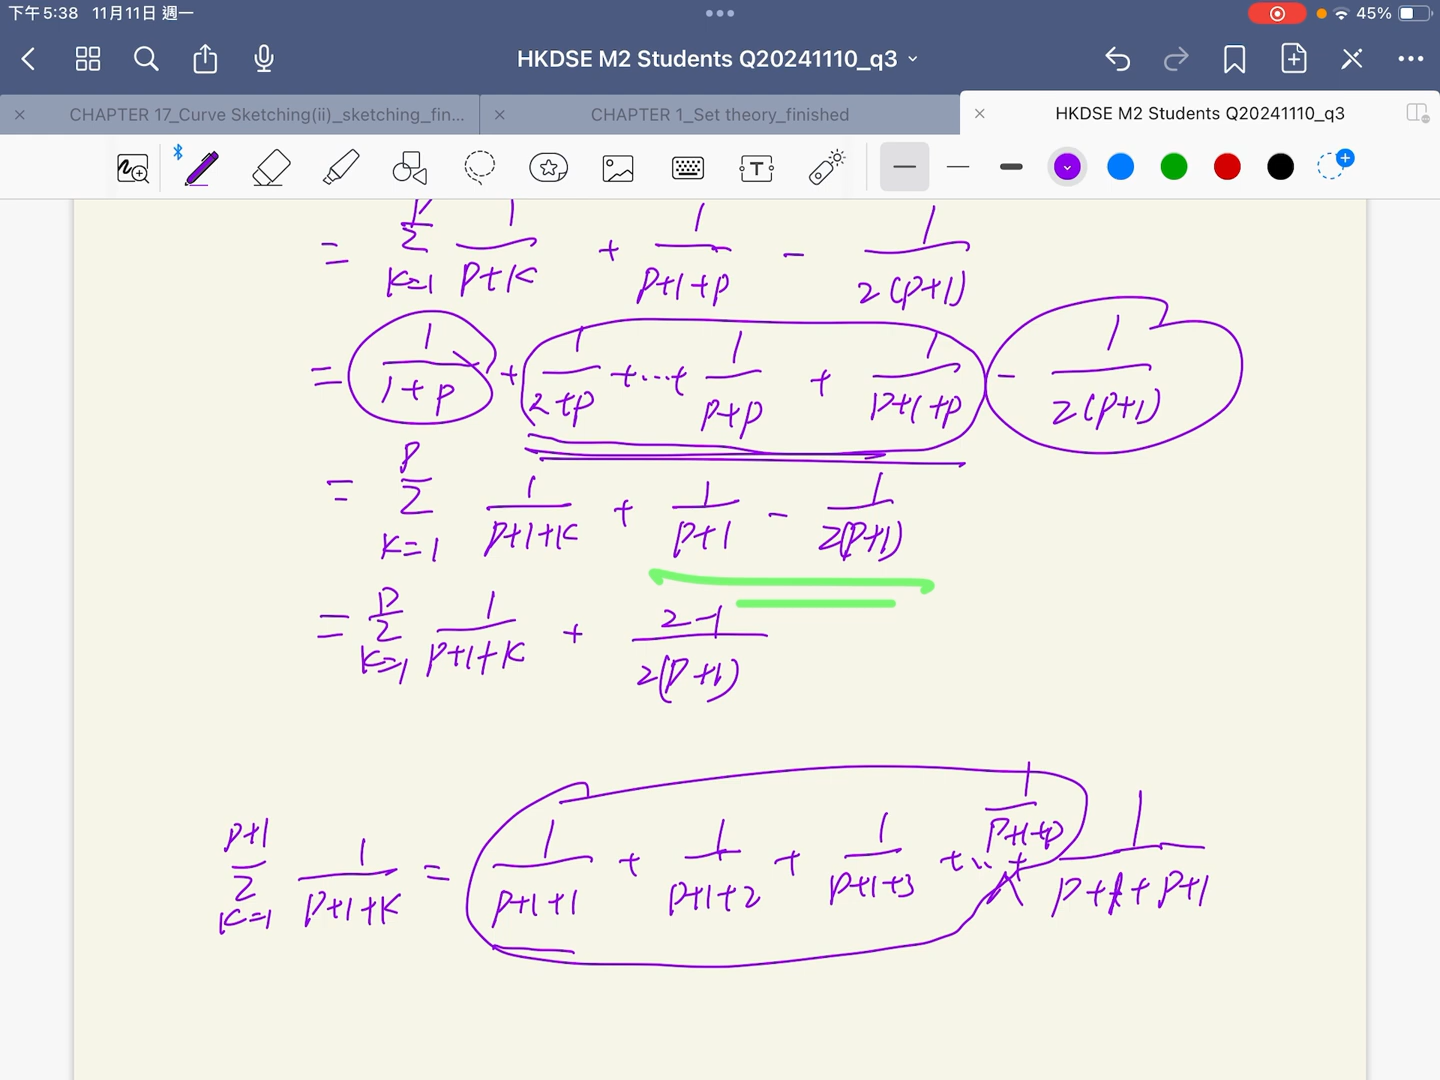 下午5:38 11月11日 週一
45%
HKDSE M2 Students Q20241110_q3
CHAPTER 17_Curve Sketching(ii)_sketching_fin...
CHAPTER 1_Set theory_finished
HKDSE M2 Students Q20241110_q3
= Σ_{k=1}^{p} 1/(p+k) + 1/(p+1+p) - 1/(2(p+1))
= 1/(1+p) + 1/(2+p) + ... + 1/(p+p) + 1/(p+1+p) - 1/(2(p+1))
= Σ_{k=1}^{p} 1/(p+1+k) + 1/(p+1) - 1/(2(p+1))
= Σ_{k=1}^{p} 1/(p+1+k) + (2-1)/(2(p+1))
Σ_{k=1}^{p+1} 1/(p+1+k) = 1/(p+1+1) + 1/(p+1+2) + 1/(p+1+3) + ... + 1/(p+1+p) + 1/(p+1+p+1)